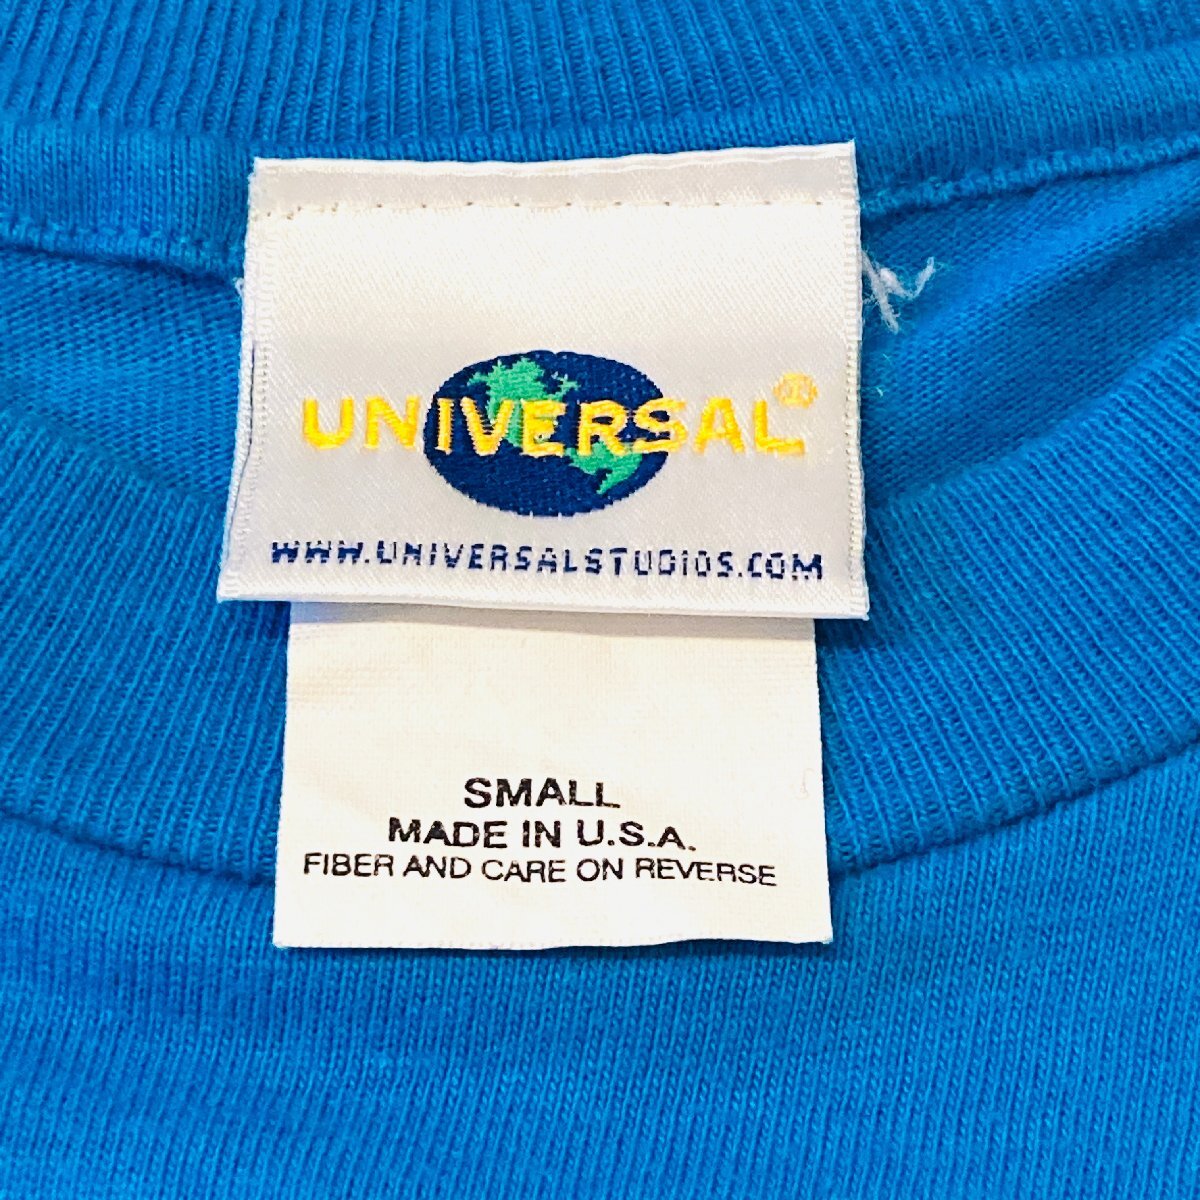 UNIVERSAL®
WWW.UNIVERSALSTUDIOS.COM
SMALL
MADE IN U.S.A.
FIBER AND CARE ON REVERSE